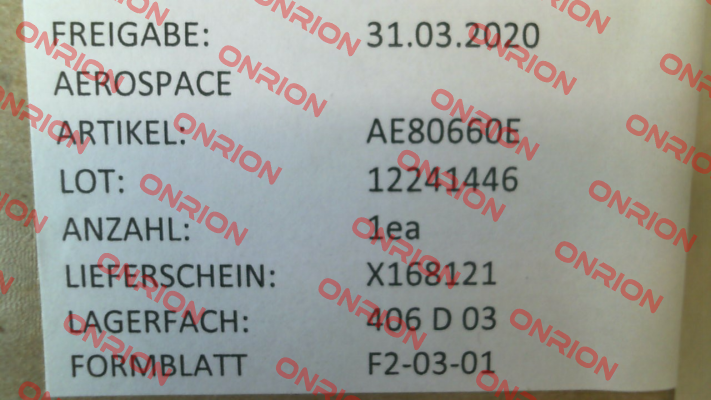 FREIGABE: 31.03.2020
AEROSPACE
ARTIKEL: AE80660E
LOT: 12241446
ANZAHL: 1ea
LIEFERSCHEIN: X168121
LAGERFACH: 406 D 03
FORMBLATT F2-03-01
ONRION